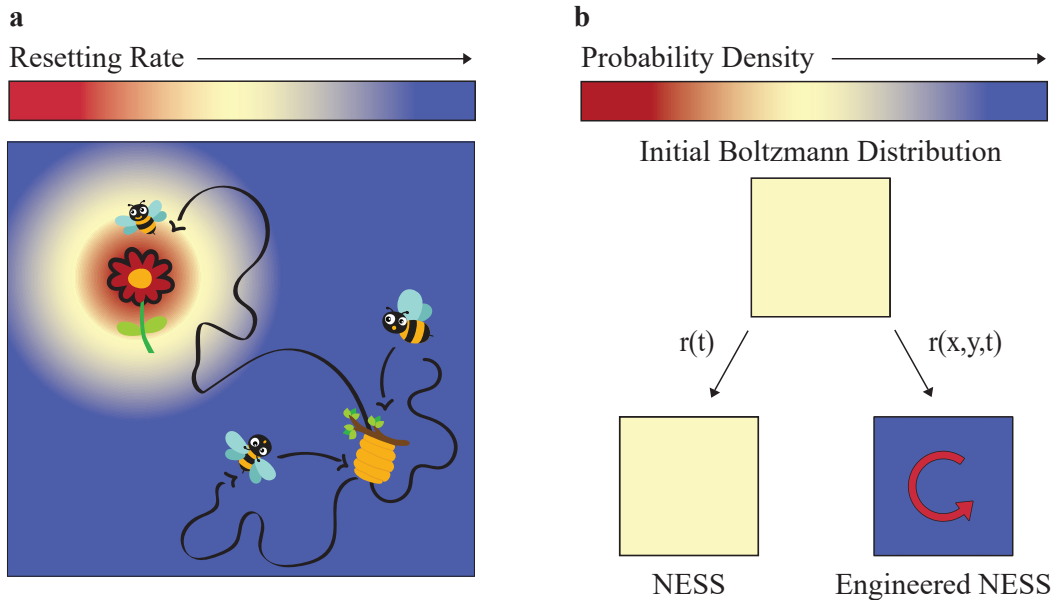 a
Resetting Rate
b
Probability Density
Initial Boltzmann Distribution
r(t)
r(x,y,t)
NESS
Engineered NESS